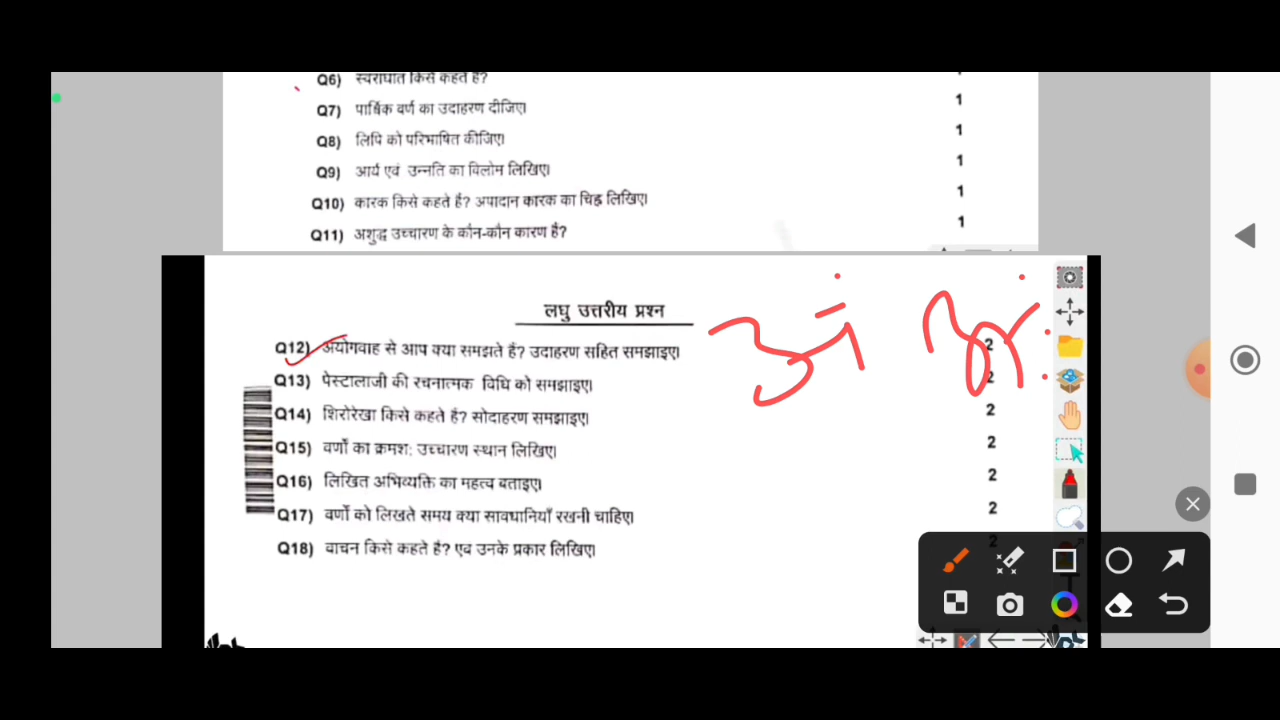 Q6) स्वराघात किसे कहते हैं? 1
Q7) पार्श्विक वर्ण का उदाहरण दीजिए। 1
Q8) लिपि को परिभाषित कीजिए। 1
Q9) आर्य एवं उन्नति का विलोम लिखिए। 1
Q10) कारक किसे कहते हैं? अपादान कारक का चिह्न लिखिए। 1
Q11) अशुद्ध उच्चारण के कौन-कौन कारण हैं? 1
लघु उत्तरीय प्रश्न
अं अः
Q12) अयोगवाह से आप क्या समझते हैं? उदाहरण सहित समझाइए। 2
Q13) पेस्टालाजी की रचनात्मक विधि को समझाइए। 2
Q14) शिरोरेखा किसे कहते है? सोदाहरण समझाइए। 2
Q15) वर्णों का क्रमश: उच्चारण स्थान लिखिए। 2
Q16) लिखित अभिव्यक्ति का महत्व बताइए। 2
Q17) वर्णों को लिखते समय क्या सावधानियाँ रखनी चाहिए। 2
Q18) वाचन किसे कहते है? एवं उनके प्रकार लिखिए। 2